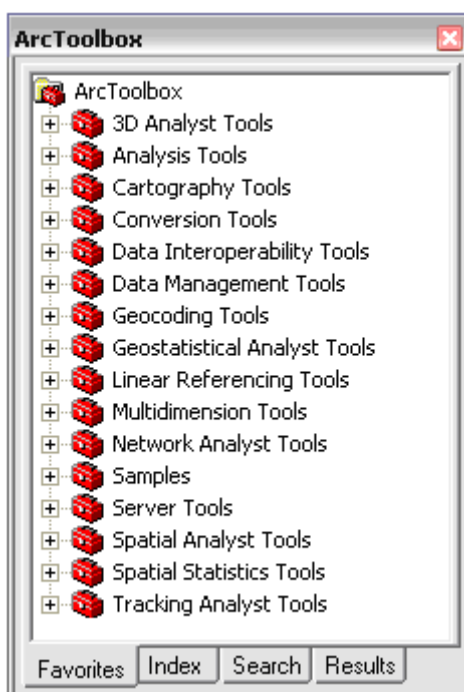 ArcToolbox
ArcToolbox
3D Analyst Tools
Analysis Tools
Cartography Tools
Conversion Tools
Data Interoperability Tools
Data Management Tools
Geocoding Tools
Geostatistical Analyst Tools
Linear Referencing Tools
Multidimension Tools
Network Analyst Tools
Samples
Server Tools
Spatial Analyst Tools
Spatial Statistics Tools
Tracking Analyst Tools
Favorites Index Search Results